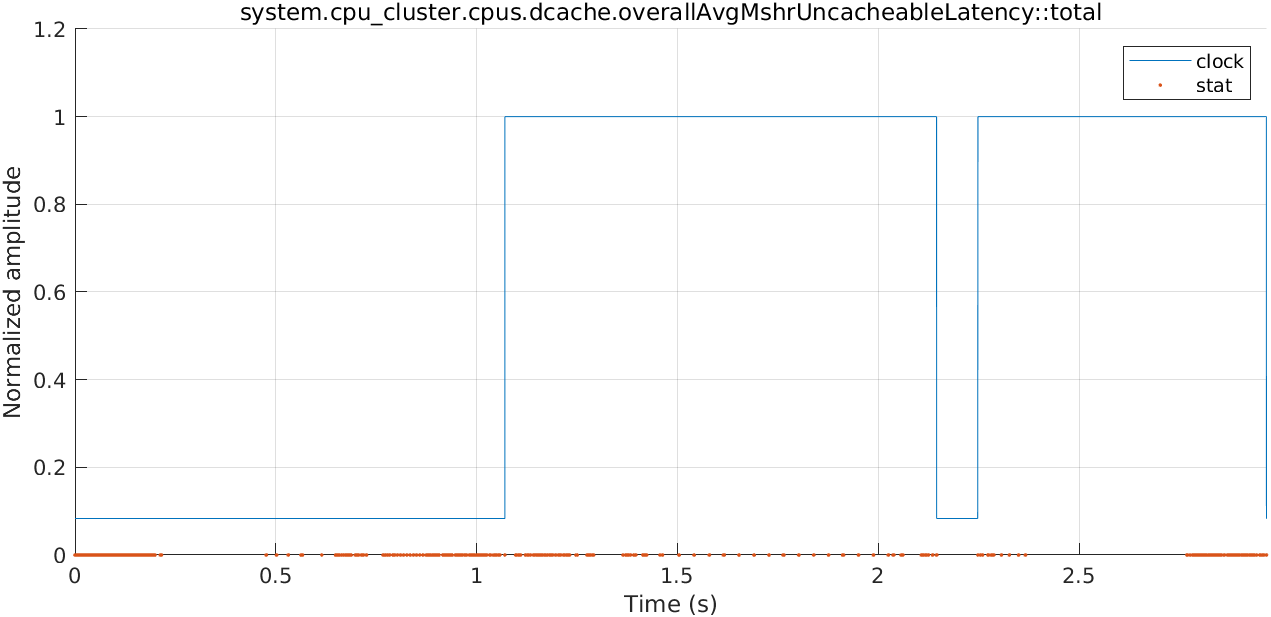 system.cpu_cluster.cpus.dcache.overallAvgMshrUncacheableLatency::total
1.2
1
0.8
0.6
0.4
0.2
0
Normalized amplitude
clock
stat
0 0.5 1 1.5 2 2.5
Time (s)